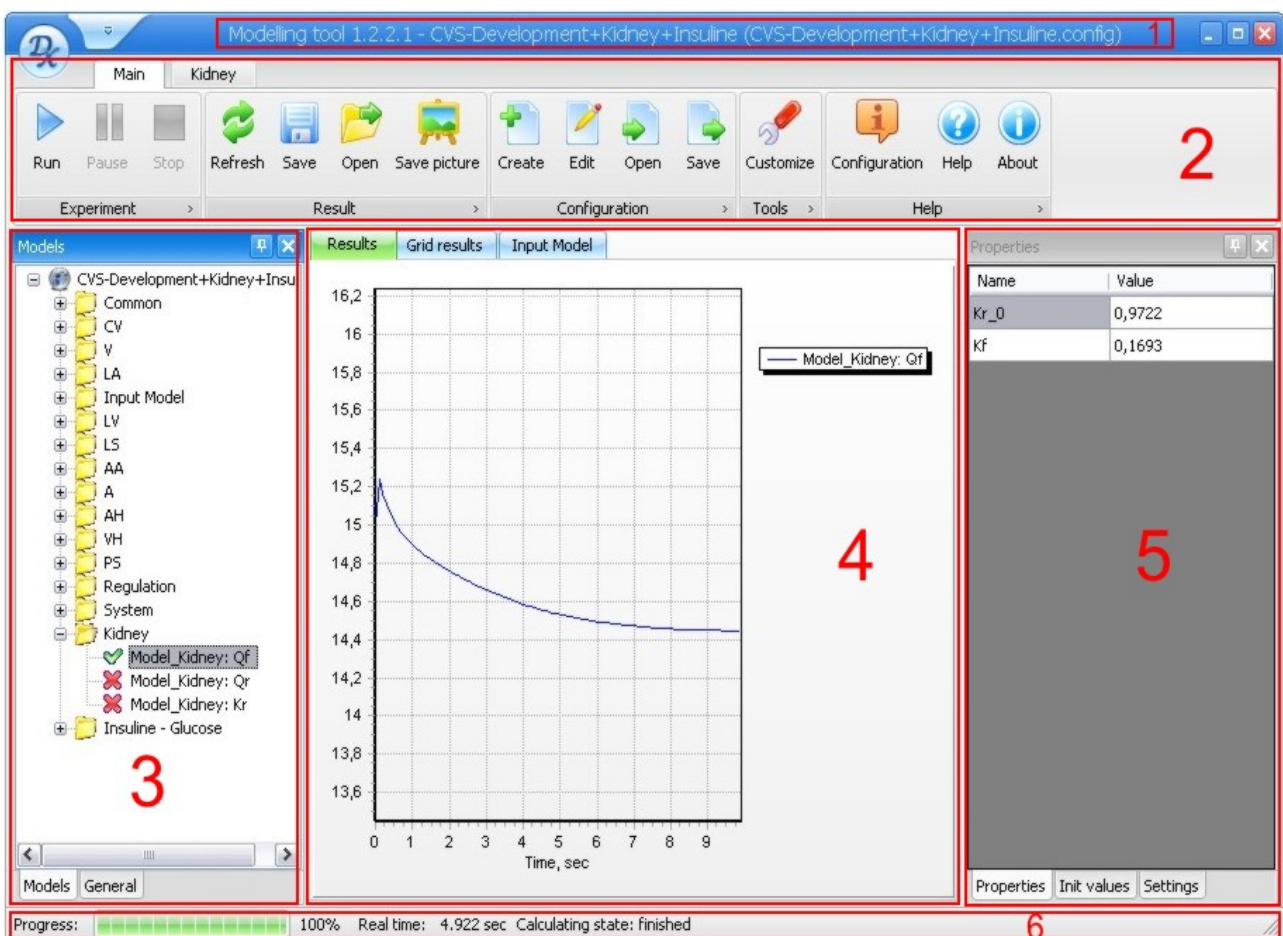 Modelling tool 1.2.2.1 - CVS-Development+Kidney+Insuline (CVS-Development+Kidney+Insuline.config) 1
Dx
Main Kidney
Run Pause Stop Refresh Save Open Save picture Create Edit Open Save Customize Configuration Help About 2
Experiment Result Configuration Tools Help
Models
CVS-Development+Kidney+Insu
Common
CV
V
LA
Input Model
LV
LS
AA
A
AH
VH
PS
Regulation
System
Kidney
Model_Kidney: Qf
Model_Kidney: Qr
Model_Kidney: Kr
Insuline - Glucose
3
Models General
Results Grid results Input Model
16,2
16
15,8
15,6
15,4
15,2
15
14,8
14,6
14,4
14,2
14
13,8
13,6
0 1 2 3 4 5 6 7 8 9
Time, sec
Model_Kidney: Qf
4
Properties
Name Value
Kr_0 0,9722
Kf 0,1693
5
Properties Init values Settings
Progress: 100% Real time: 4.922 sec Calculating state: finished 6